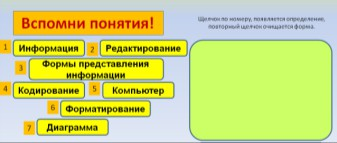 Вспомни понятия!
Щелчок по номеру, появляется определение,
повторный щелчок очищается форма.
1 Информация 2 Редактирование
3 Формы представления
информации
4 Кодирование 5 Компьютер
6 Форматирование
7 Диаграмма